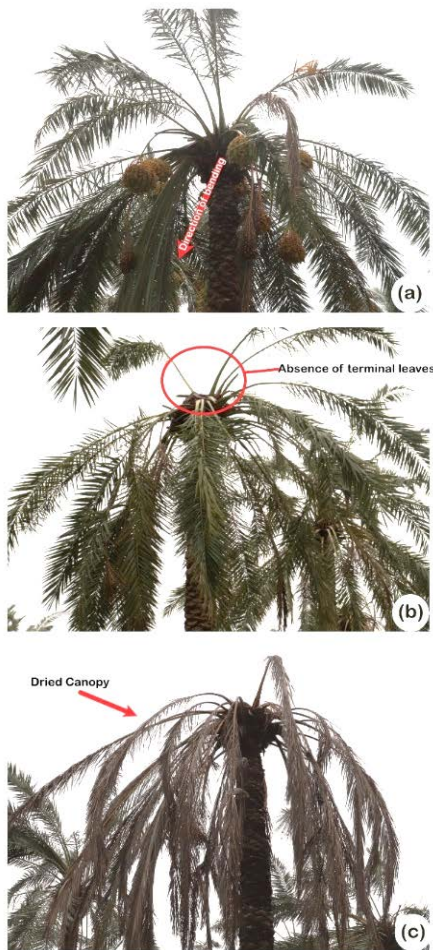 Direction of bending
(a)
Absence of terminal leaves
(b)
Dried Canopy
(c)